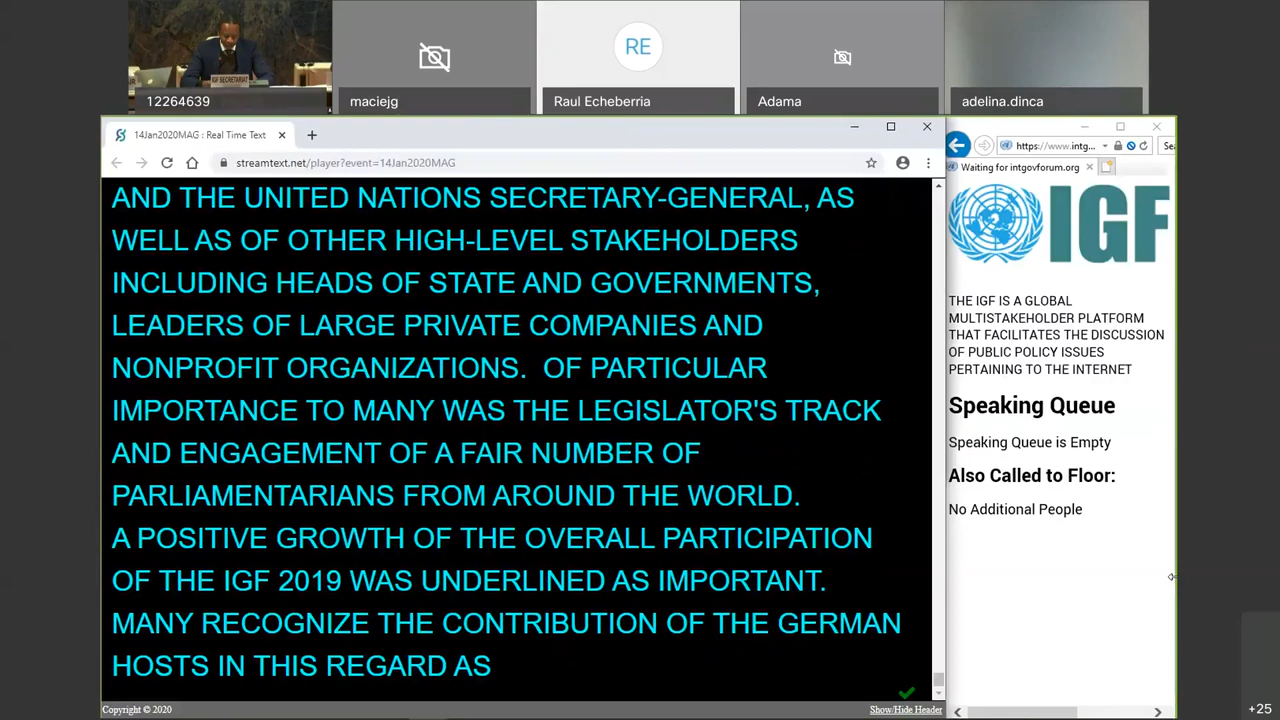 IGF SECRETARIAT
12264639
maciejg
RE
Raul Echeberria
Adama
adelina.dinca
14Jan2020MAG : Real Time Text
streamtext.net/player?event=14Jan2020MAG
AND THE UNITED NATIONS SECRETARY-GENERAL, AS
WELL AS OF OTHER HIGH-LEVEL STAKEHOLDERS
INCLUDING HEADS OF STATE AND GOVERNMENTS,
LEADERS OF LARGE PRIVATE COMPANIES AND
NONPROFIT ORGANIZATIONS.  OF PARTICULAR
IMPORTANCE TO MANY WAS THE LEGISLATOR'S TRACK
AND ENGAGEMENT OF A FAIR NUMBER OF
PARLIAMENTARIANS FROM AROUND THE WORLD.
A POSITIVE GROWTH OF THE OVERALL PARTICIPATION
OF THE IGF 2019 WAS UNDERLINED AS IMPORTANT.
MANY RECOGNIZE THE CONTRIBUTION OF THE GERMAN
HOSTS IN THIS REGARD AS
Copyright © 2020
Show/Hide Header
https://www.intg...
Sea
Waiting for intgovforum.org
IGF
THE IGF IS A GLOBAL
MULTISTAKEHOLDER PLATFORM
THAT FACILITATES THE DISCUSSION
OF PUBLIC POLICY ISSUES
PERTAINING TO THE INTERNET
Speaking Queue
Speaking Queue is Empty
Also Called to Floor:
No Additional People
+25